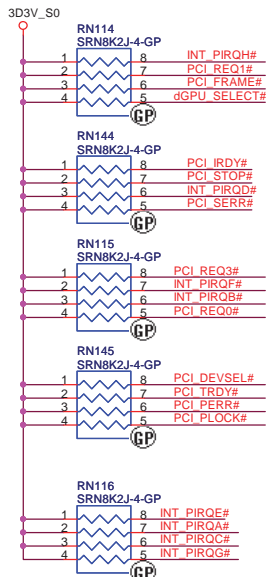 3D3V_S0
RN114
SRN8K2J-4-GP
1 8 INT_PIRQH#
2 7 PCI_REQ1#
3 6 PCI_FRAME#
4 5 dGPU_SELECT#
GP
RN144
SRN8K2J-4-GP
1 8 PCI_IRDY#
2 7 PCI_STOP#
3 6 INT_PIRQD#
4 5 PCI_SERR#
GP
RN115
SRN8K2J-4-GP
1 8 PCI_REQ3#
2 7 INT_PIRQF#
3 6 INT_PIRQB#
4 5 PCI_REQ0#
GP
RN145
SRN8K2J-4-GP
1 8 PCI_DEVSEL#
2 7 PCI_TRDY#
3 6 PCI_PERR#
4 5 PCI_PLOCK#
GP
RN116
SRN8K2J-4-GP
1 8 INT_PIRQE#
2 7 INT_PIRQA#
3 6 INT_PIRQC#
4 5 INT_PIRQG#
GP